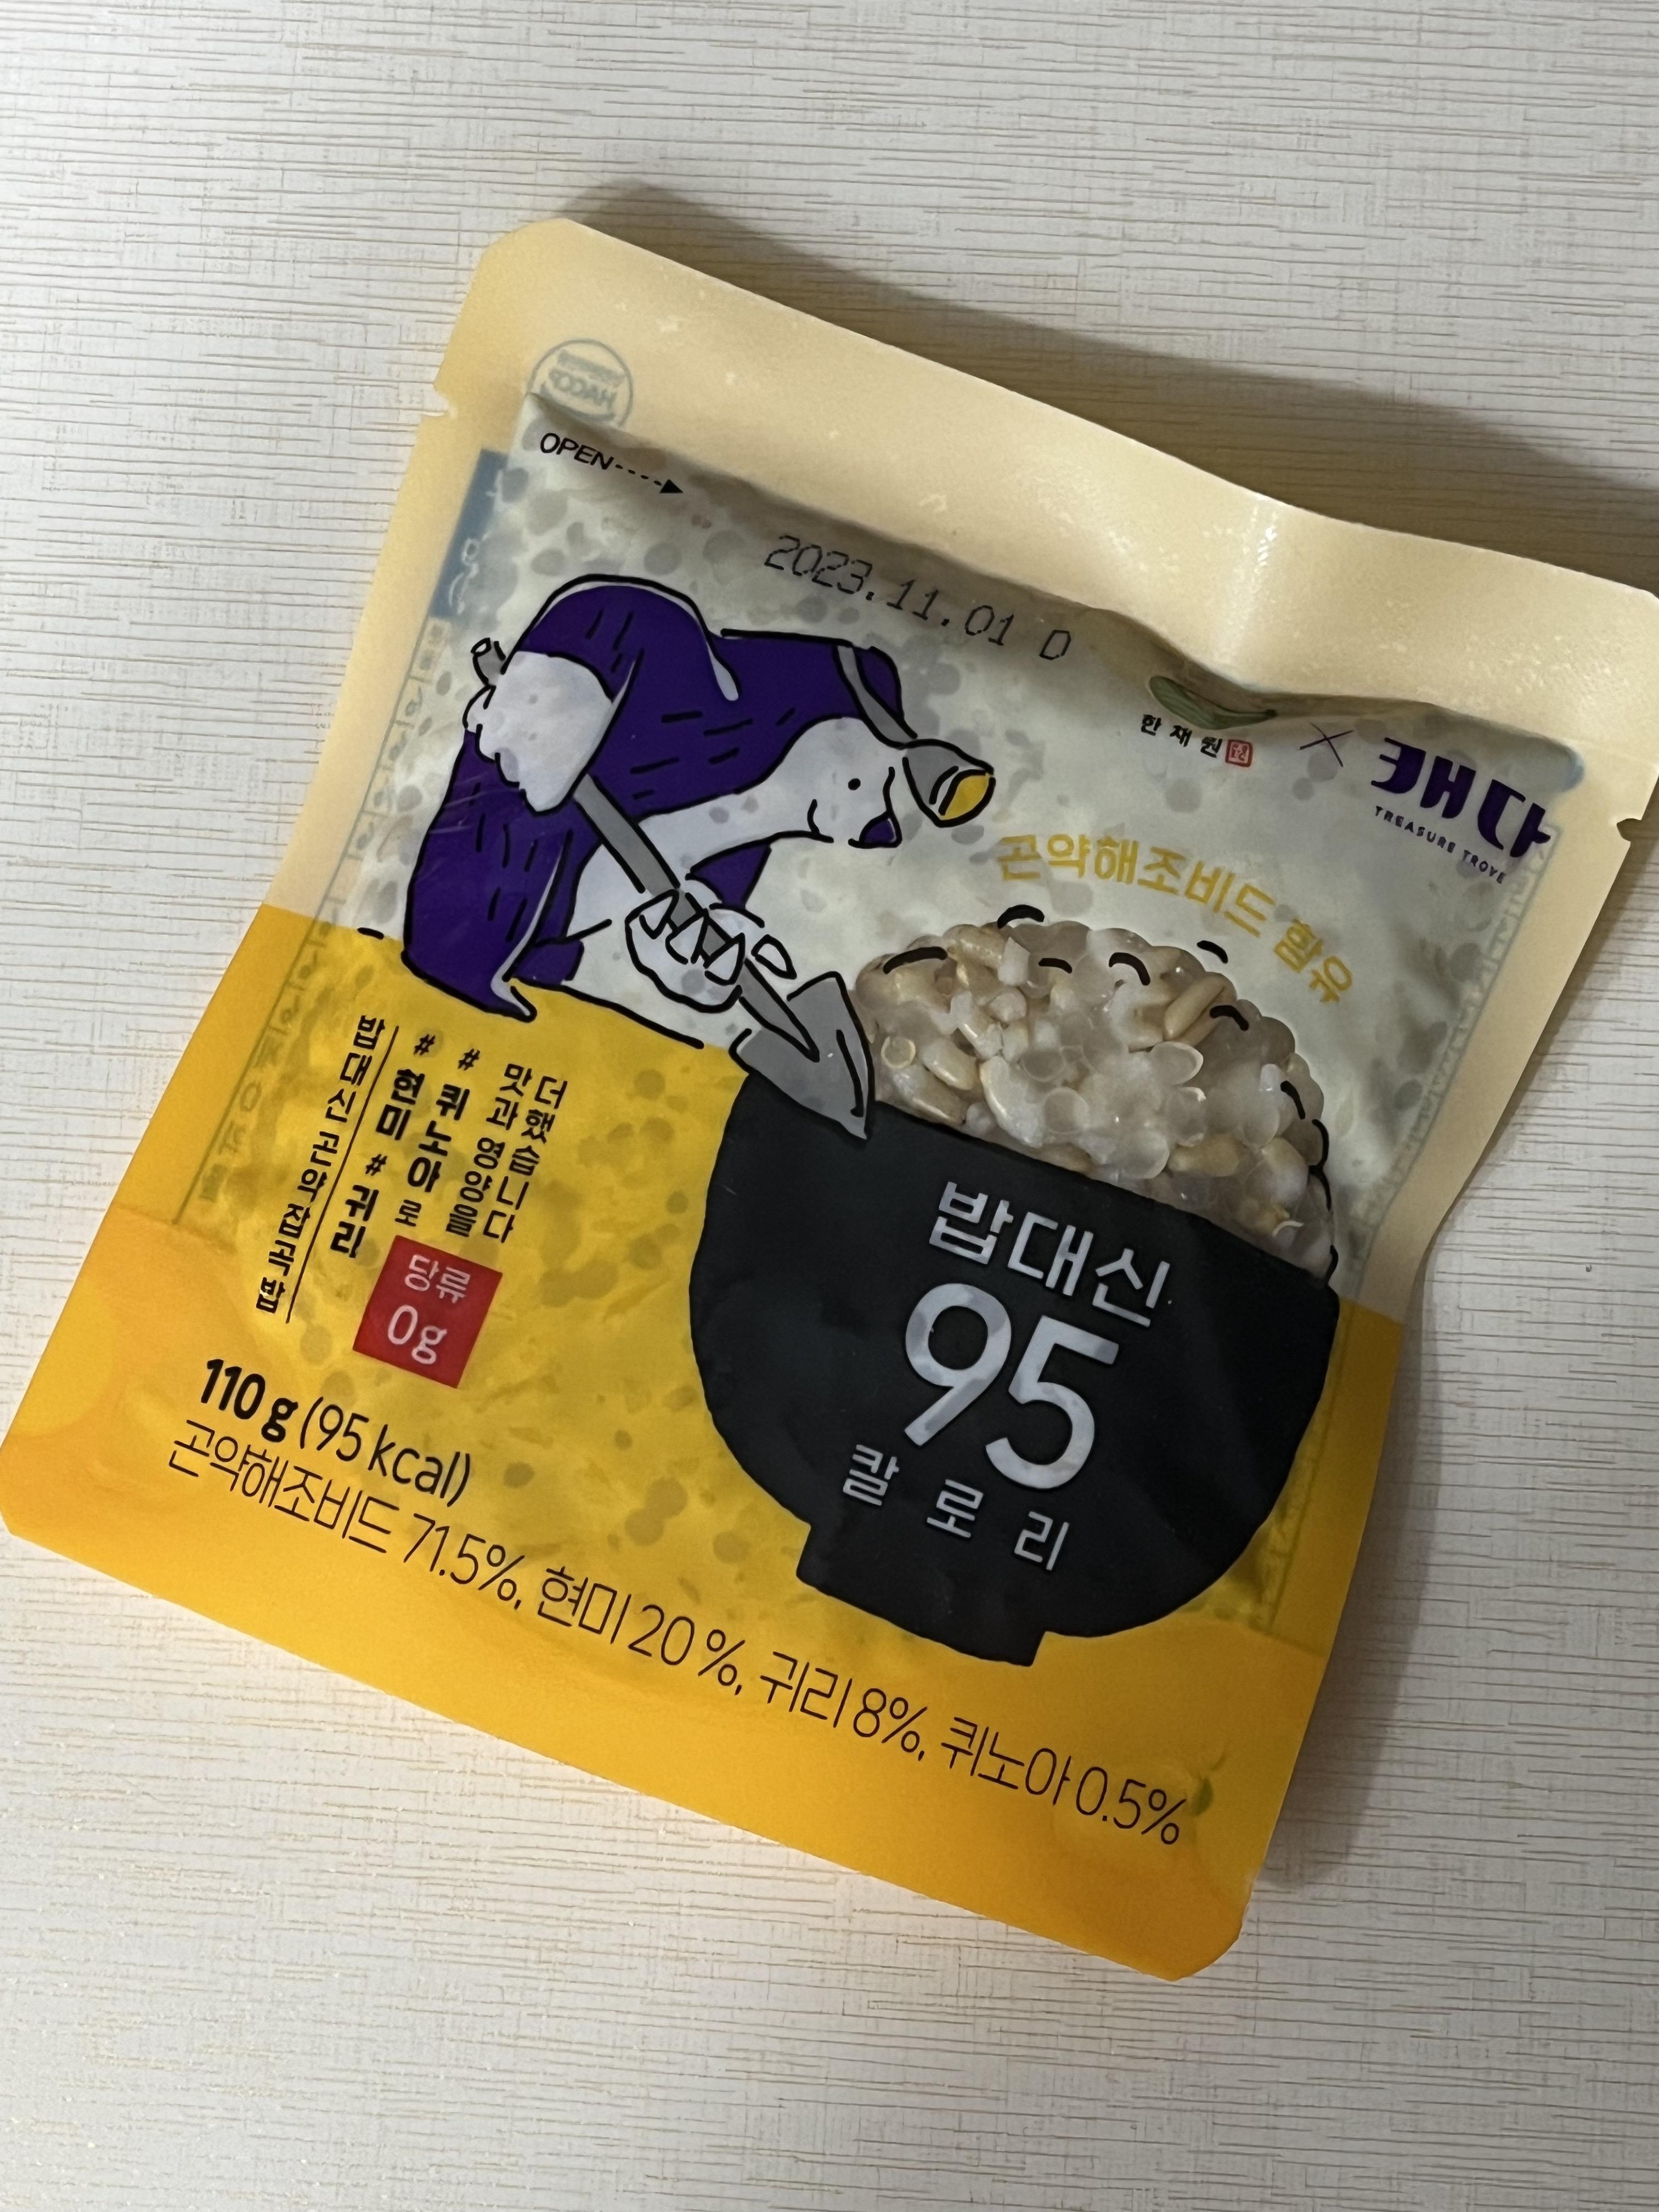 HACCP
OPEN
2023.11.01 D
한재원
캐다
TREASURE TROVE
곤약해조비드 함유
밥대신
95
칼로리
더했습니다
맛과 영양을
#퀴노아로
#현미 #귀리
밥대신 곤약잡곡밥
당류
0g
110g (95 kcal)
곤약해조비드 71.5%, 현미 20%, 귀리 8%, 퀴노아 0.5%